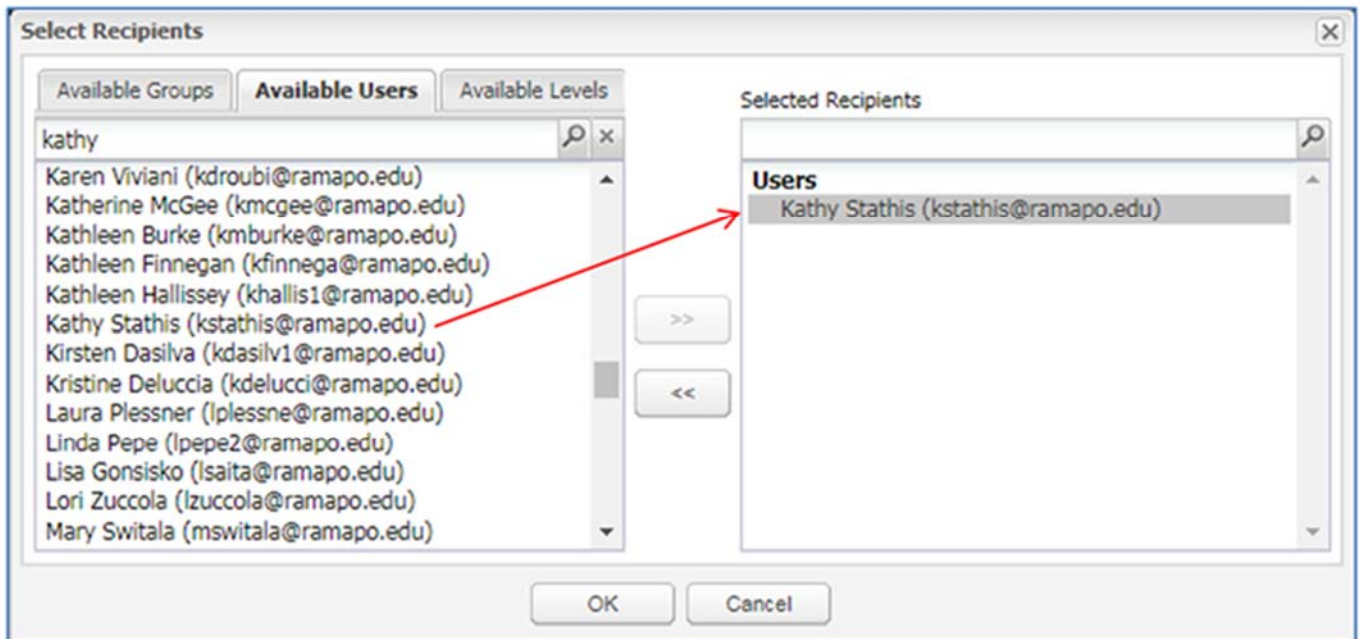 Select Recipients
Available Groups Available Users Available Levels
kathy
Karen Viviani (kdroubi@ramapo.edu)
Katherine McGee (kmcgee@ramapo.edu)
Kathleen Burke (kmburke@ramapo.edu)
Kathleen Finnegan (kfinnega@ramapo.edu)
Kathleen Hallissey (khallis1@ramapo.edu)
Kathy Stathis (kstathis@ramapo.edu)
Kirsten Dasilva (kdasilv1@ramapo.edu)
Kristine Deluccia (kdelucci@ramapo.edu)
Laura Plessner (lplessne@ramapo.edu)
Linda Pepe (lpepe2@ramapo.edu)
Lisa Gonsisko (lsaita@ramapo.edu)
Lori Zuccola (lzuccola@ramapo.edu)
Mary Switala (mswitala@ramapo.edu)
>>
<<
Selected Recipients
Users
Kathy Stathis (kstathis@ramapo.edu)
OK Cancel